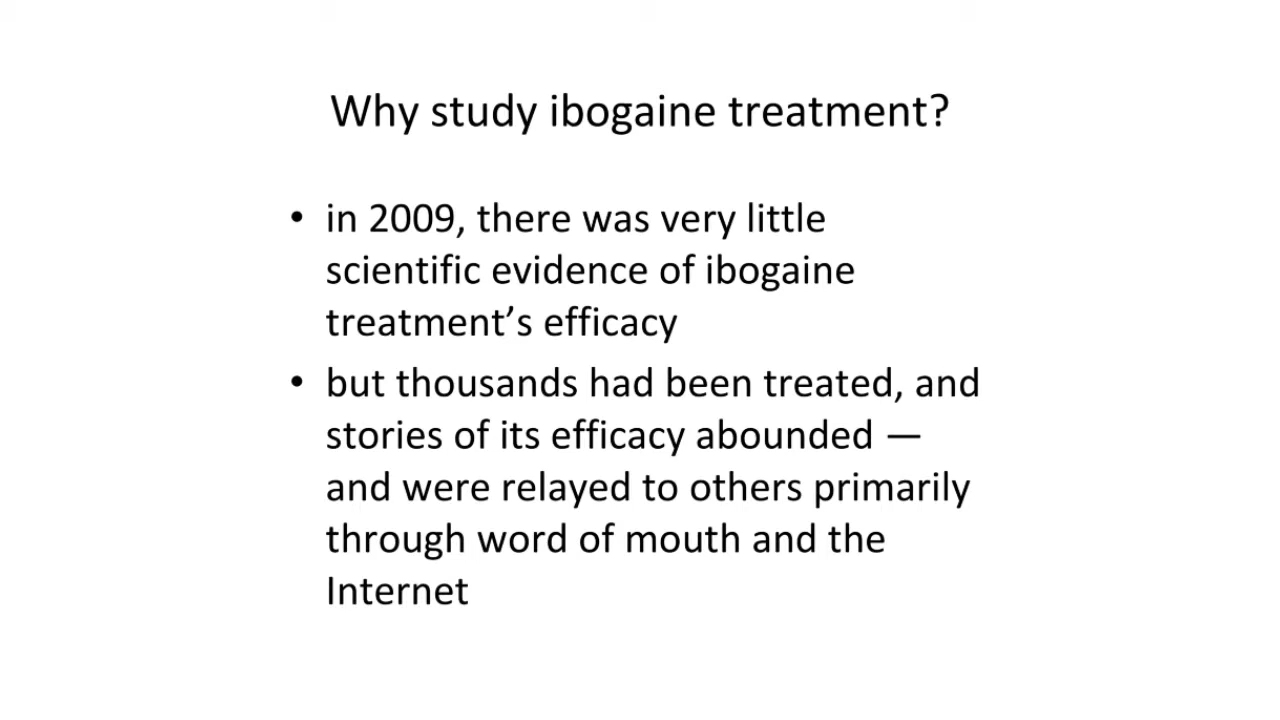 Why study ibogaine treatment?
• in 2009, there was very little
scientific evidence of ibogaine
treatment’s efficacy
• but thousands had been treated, and
stories of its efficacy abounded —
and were relayed to others primarily
through word of mouth and the
Internet